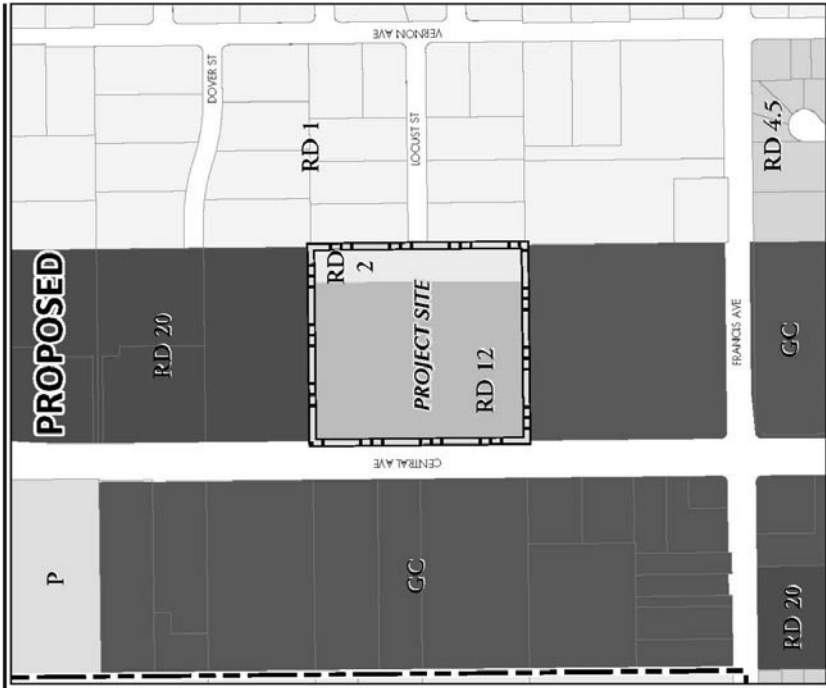 PROPOSED
VERNON AVE
DOVER ST
LOCUST ST
RD 1
RD 4.5
RD 20
RD
2
PROJECT SITE
RD 12
FRANCIS AVE
GC
CENTRAL AVE
P
GC
RD 20